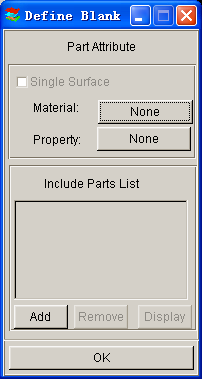 Define Blank
Part Attribute
Single Surface
Material: None
Property: None
Include Parts List
Add Remove Display
OK